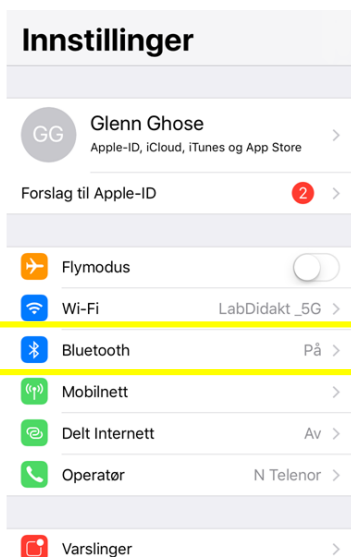 Innstillinger
GG
Glenn Ghose
Apple-ID, iCloud, iTunes og App Store
Forslag til Apple-ID 2
Flymodus
Wi-Fi LabDidakt _5G
Bluetooth På
Mobilnett
Delt Internett Av
Operatør N Telenor
Varslinger